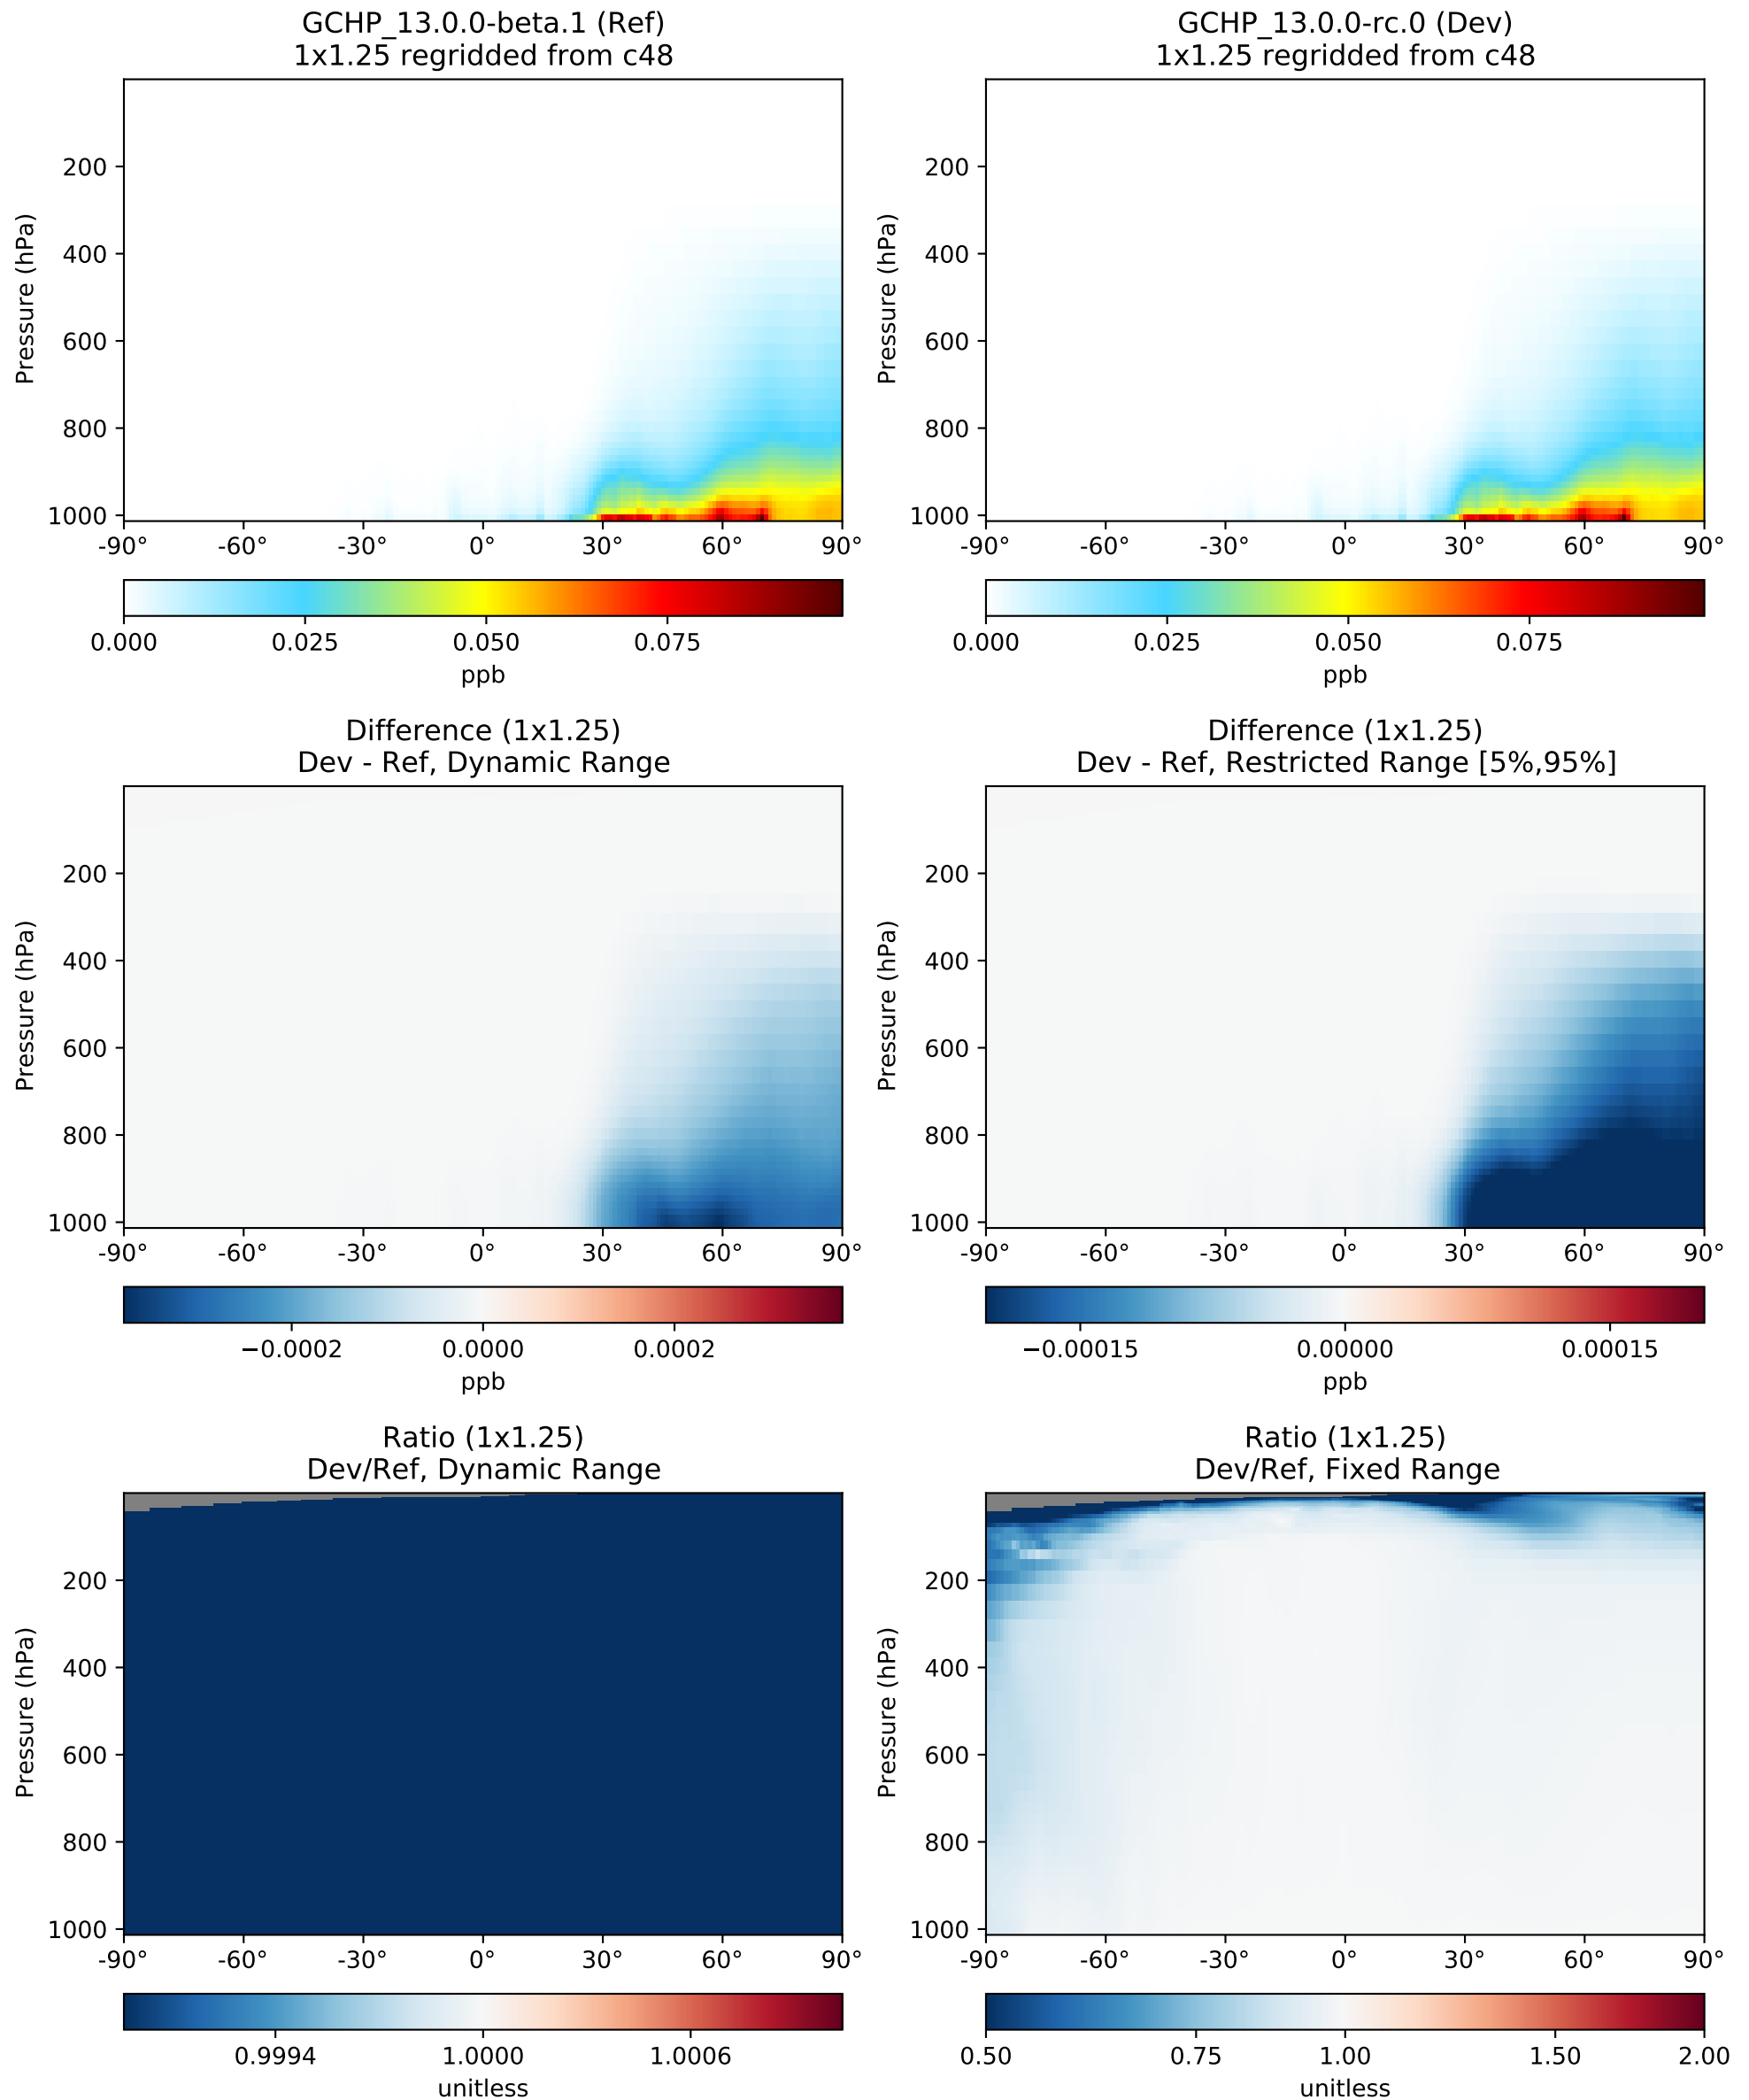 GCHP_13.0.0-beta.1 (Ref)
1x1.25 regridded from c48
Pressure (hPa)
200
400
600
800
1000
-90° -60° -30° 0° 30° 60° 90°
0.000 0.025 0.050 0.075
ppb
GCHP_13.0.0-rc.0 (Dev)
1x1.25 regridded from c48
Pressure (hPa)
200
400
600
800
1000
-90° -60° -30° 0° 30° 60° 90°
0.000 0.025 0.050 0.075
ppb
Difference (1x1.25)
Dev - Ref, Dynamic Range
Pressure (hPa)
200
400
600
800
1000
-90° -60° -30° 0° 30° 60° 90°
−0.0002 0.0000 0.0002
ppb
Difference (1x1.25)
Dev - Ref, Restricted Range [5%,95%]
Pressure (hPa)
200
400
600
800
1000
-90° -60° -30° 0° 30° 60° 90°
−0.00015 0.00000 0.00015
ppb
Ratio (1x1.25)
Dev/Ref, Dynamic Range
Pressure (hPa)
200
400
600
800
1000
-90° -60° -30° 0° 30° 60° 90°
0.9994 1.0000 1.0006
unitless
Ratio (1x1.25)
Dev/Ref, Fixed Range
Pressure (hPa)
200
400
600
800
1000
-90° -60° -30° 0° 30° 60° 90°
0.50 0.75 1.00 1.50 2.00
unitless